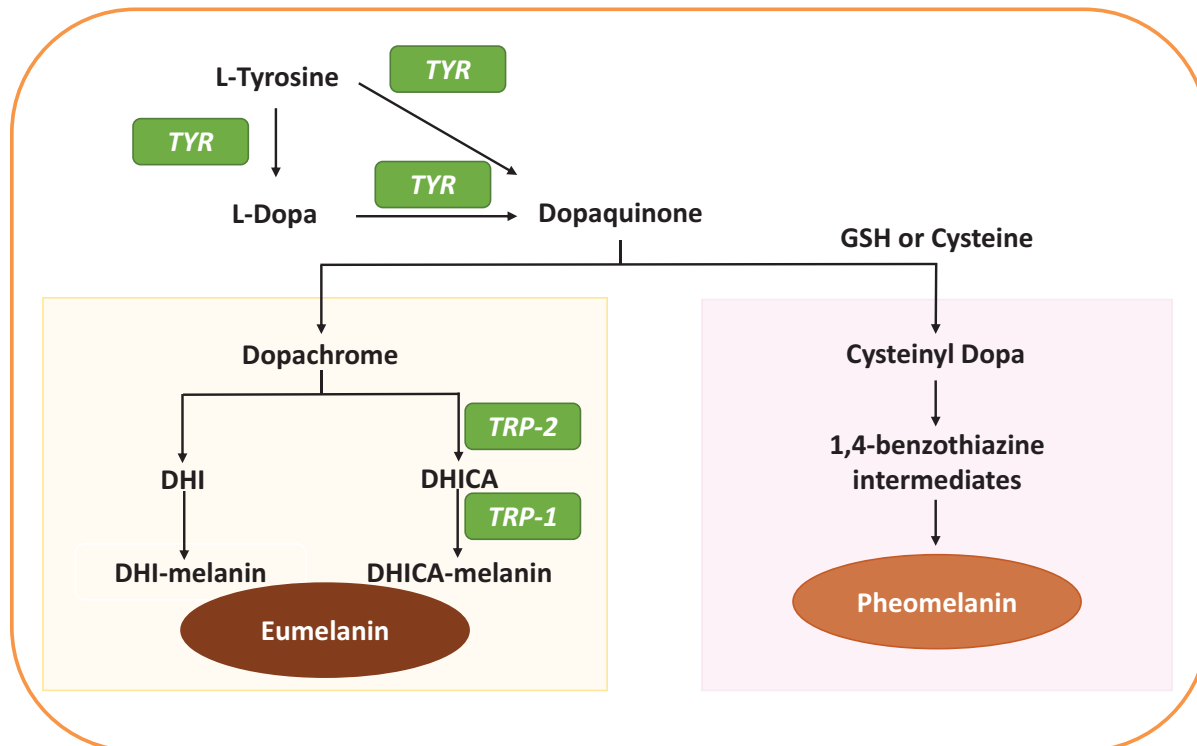 L-Tyrosine
TYR
TYR
TYR
L-Dopa
Dopaquinone
GSH or Cysteine
Dopachrome
Cysteinyl Dopa
TRP-2
1,4-benzothiazine
intermediates
DHI
DHICA
TRP-1
DHI-melanin
DHICA-melanin
Eumelanin
Pheomelanin